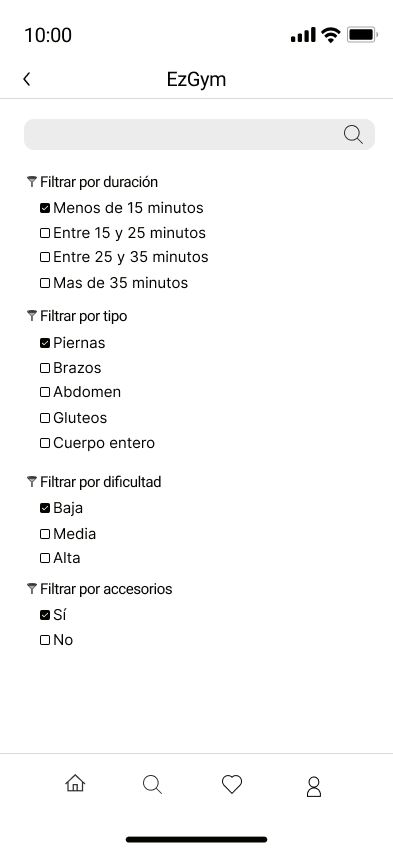 10:00
EzGym
Filtrar por duración
Menos de 15 minutos
Entre 15 y 25 minutos
Entre 25 y 35 minutos
Mas de 35 minutos
Filtrar por tipo
Piernas
Brazos
Abdomen
Gluteos
Cuerpo entero
Filtrar por dificultad
Baja
Media
Alta
Filtrar por accesorios
Sí
No